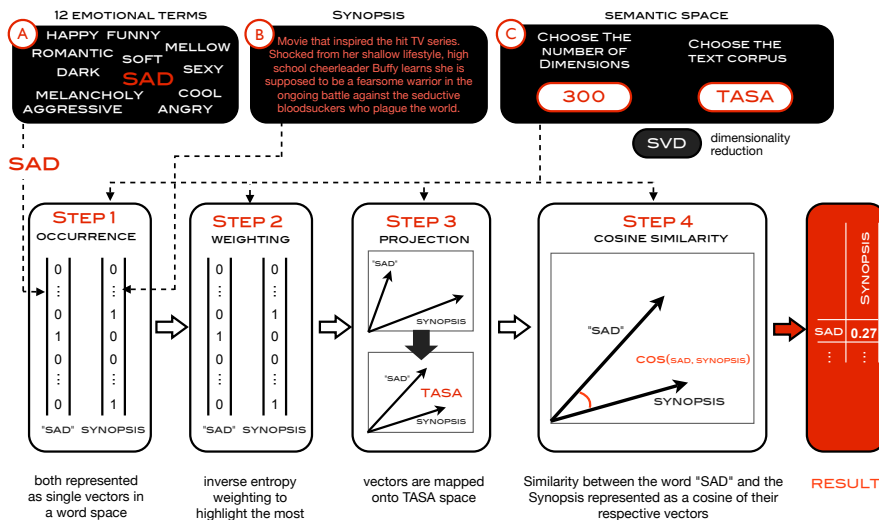 12 EMOTIONAL TERMS
A
HAPPY FUNNY
ROMANTIC
SOFT
MELLOW
DARK
SAD
SEXY
MELANCHOLY
COOL
AGGRESSIVE
ANGRY
SYNOPSIS
B
Movie that inspired the hit TV series.
Shocked from her shallow lifestyle, high
school cheerleader Buffy learns she is
supposed to be a fearsome warrior in the
ongoing battle against the seductive
bloodsuckers who plague the world.
SEMANTIC SPACE
C
CHOOSE THE
NUMBER OF
DIMENSIONS
300
CHOOSE THE
TEXT CORPUS
TASA
SVD
dimensionality
reduction
SAD
STEP 1
OCCURRENCE
0 0
... ...
0 1
1 0
0 0
... ...
0 1
"SAD" SYNOPSIS
both represented
as single vectors in
a word space
STEP 2
WEIGHTING
0 0
... ...
0 1
1 0
0 0
... ...
0 1
"SAD" SYNOPSIS
inverse entropy
weighting to
highlight the most
STEP 3
PROJECTION
"SAD"
SYNOPSIS
"SAD"
TASA
SYNOPSIS
vectors are mapped
onto TASA space
STEP 4
COSINE SIMILARITY
"SAD"
COS(SAD, SYNOPSIS)
SYNOPSIS
Similarity between the word "SAD" and the
Synopsis represented as a cosine of their
respective vectors
SYNOPSIS
SAD 0.27
... ...
RESULT